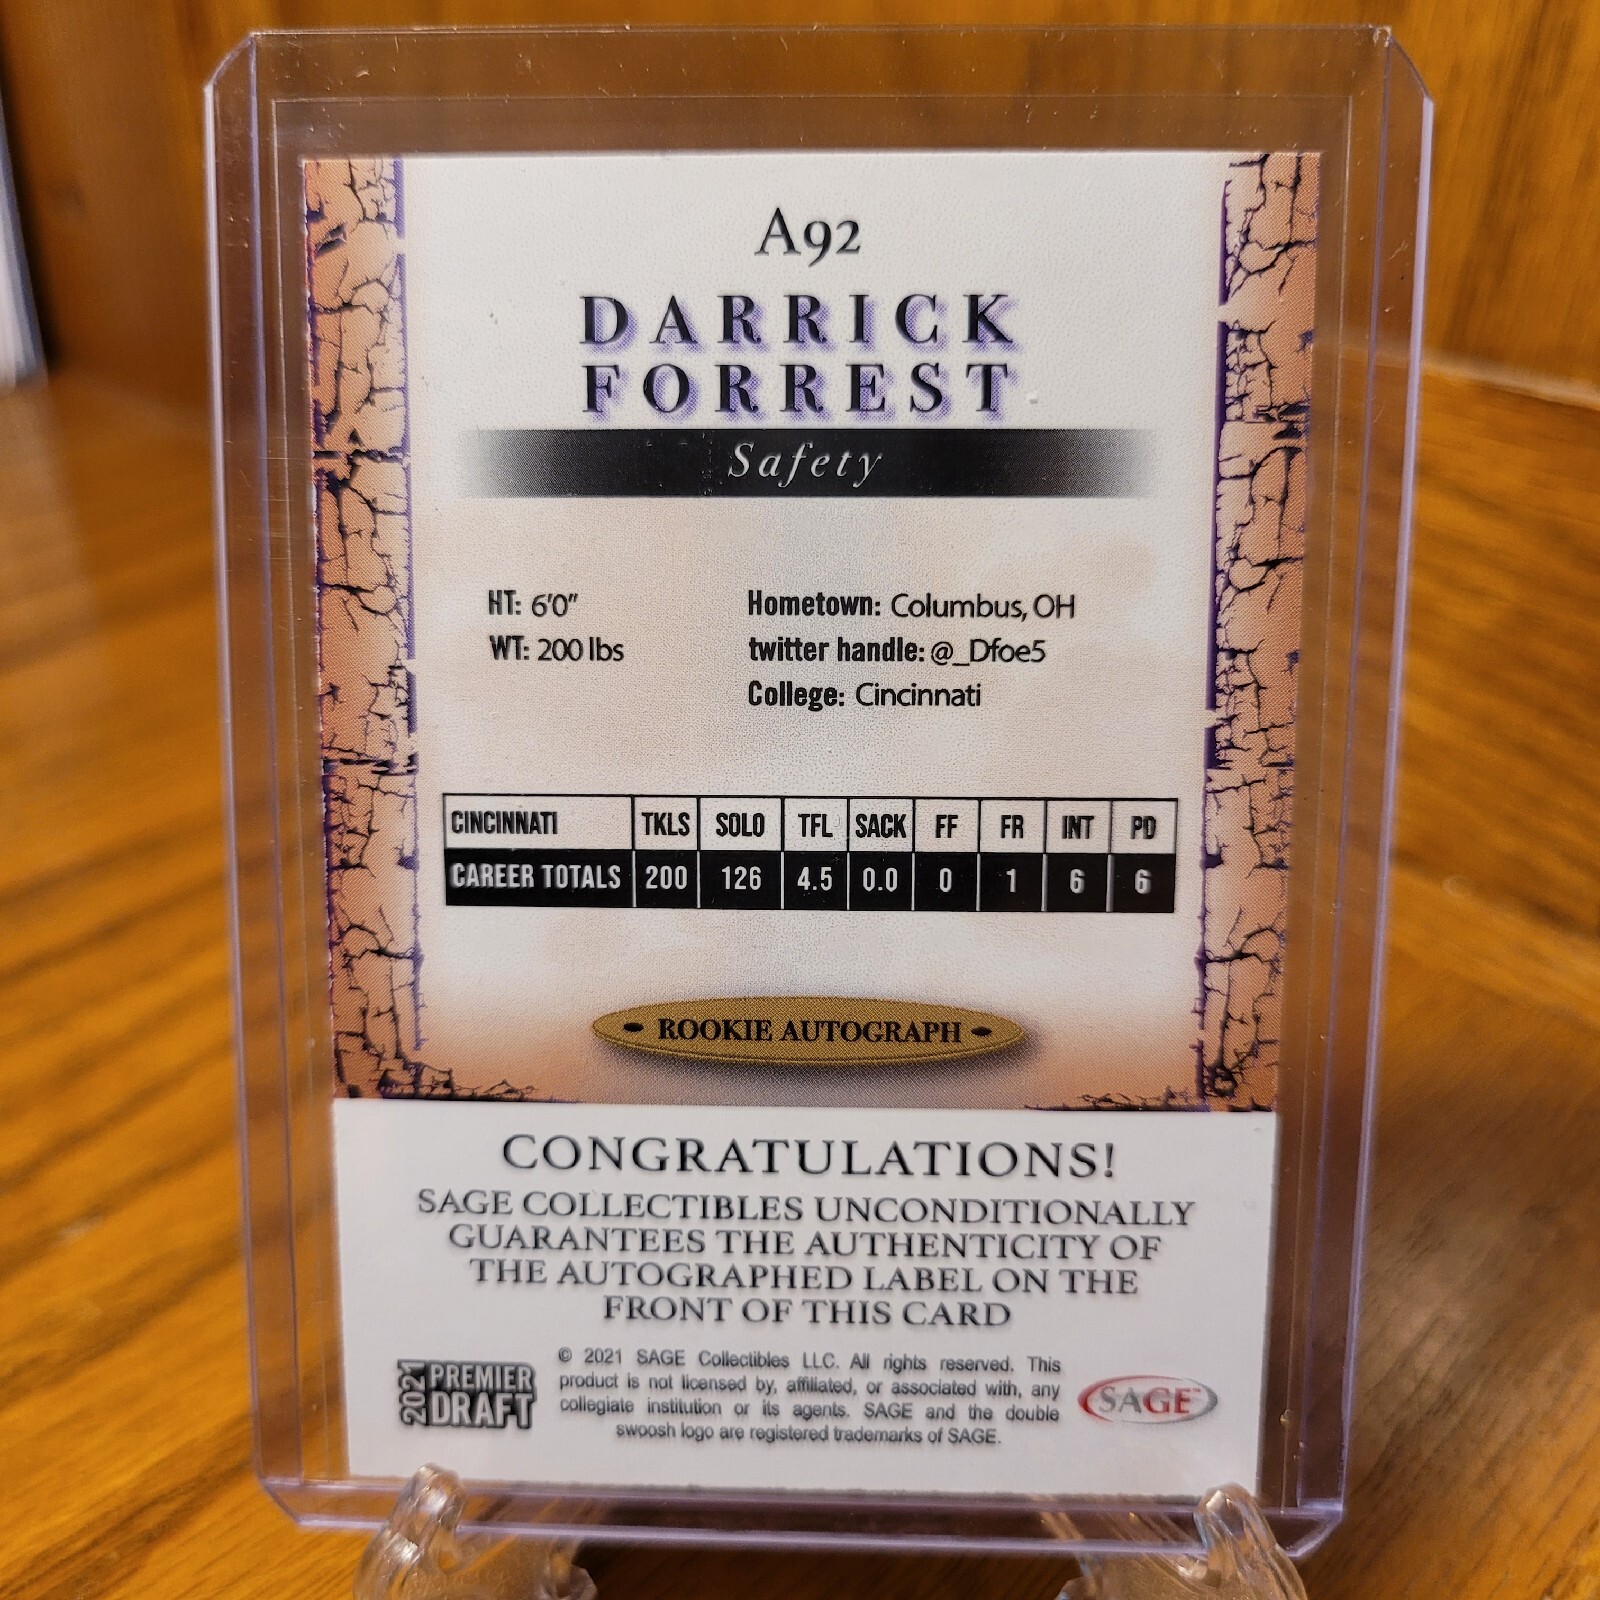 A92
DARRICK
FORREST
Safety
HT: 6'0"
WT: 200 lbs
Hometown: Columbus, OH
twitter handle: @_Dfoe5
College: Cincinnati
CINCINNATI TKLS SOLO TFL SACK FF FR INT PD
CAREER TOTALS 200 126 4.5 0.0 0 1 6 6
• ROOKIE AUTOGRAPH •
CONGRATULATIONS!
SAGE COLLECTIBLES UNCONDITIONALLY
GUARANTEES THE AUTHENTICITY OF
THE AUTOGRAPHED LABEL ON THE
FRONT OF THIS CARD
2021 PREMIER
DRAFT
© 2021 SAGE Collectibles LLC. All rights reserved. This
product is not licensed by, affiliated, or associated with, any
collegiate institution or its agents. SAGE and the double
swoosh logo are registered trademarks of SAGE.
SAGE™